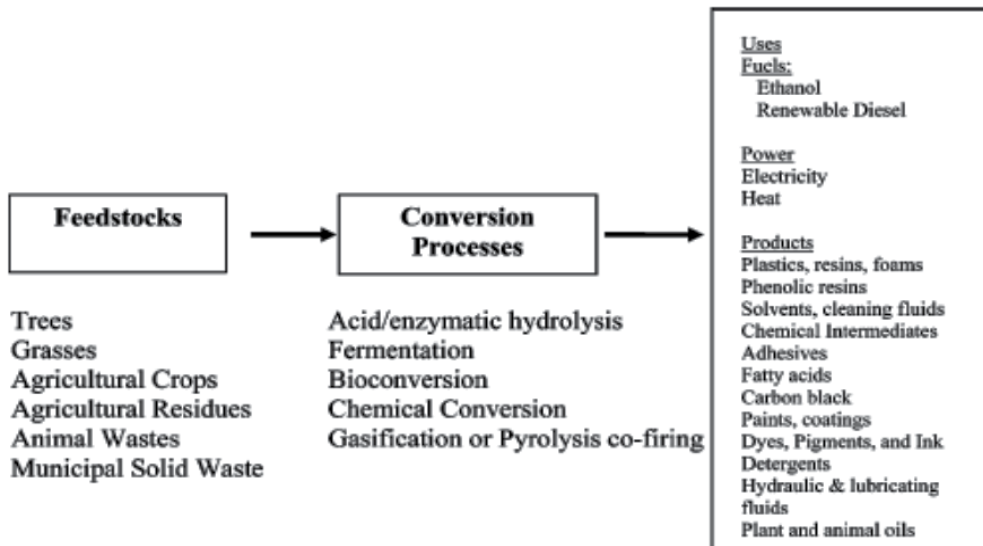 Feedstocks
Trees
Grasses
Agricultural Crops
Agricultural Residues
Animal Wastes
Municipal Solid Waste
Conversion
Processes
Acid/enzymatic hydrolysis
Fermentation
Bioconversion
Chemical Conversion
Gasification or Pyrolysis co-firing
Uses
Fuels:
Ethanol
Renewable Diesel
Power
Electricity
Heat
Products
Plastics, resins, foams
Phenolic resins
Solvents, cleaning fluids
Chemical Intermediates
Adhesives
Fatty acids
Carbon black
Paints, coatings
Dyes, Pigments, and Ink
Detergents
Hydraulic & lubricating
fluids
Plant and animal oils